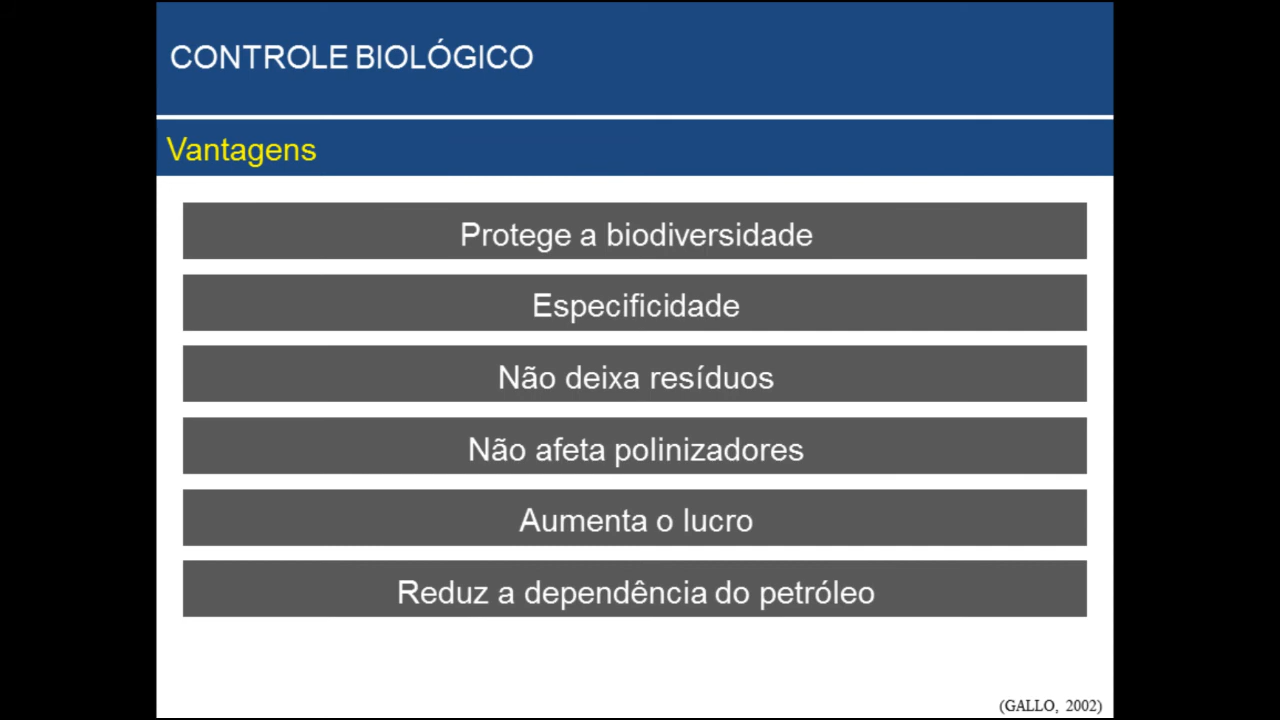 CONTROLE BIOLÓGICO
Vantagens
Protege a biodiversidade
Especificidade
Não deixa resíduos
Não afeta polinizadores
Aumenta o lucro
Reduz a dependência do petróleo
(GALLO, 2002)